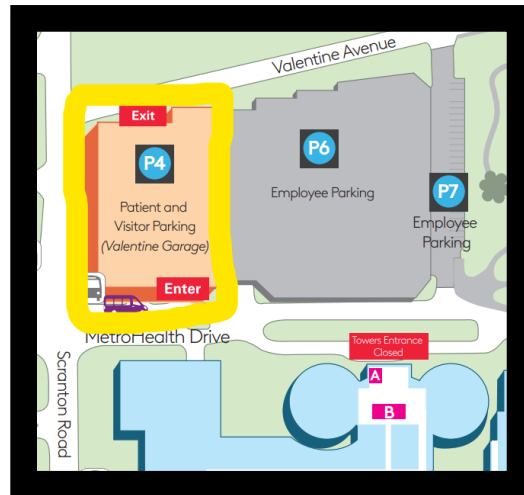 Valentine Avenue
Exit
P4
Patient and
Visitor Parking
(Valentine Garage)
Enter
P6
Employee Parking
P7
Employee
Parking
MetroHealth Drive
Scranton Road
Towers Entrance
Closed
A
B